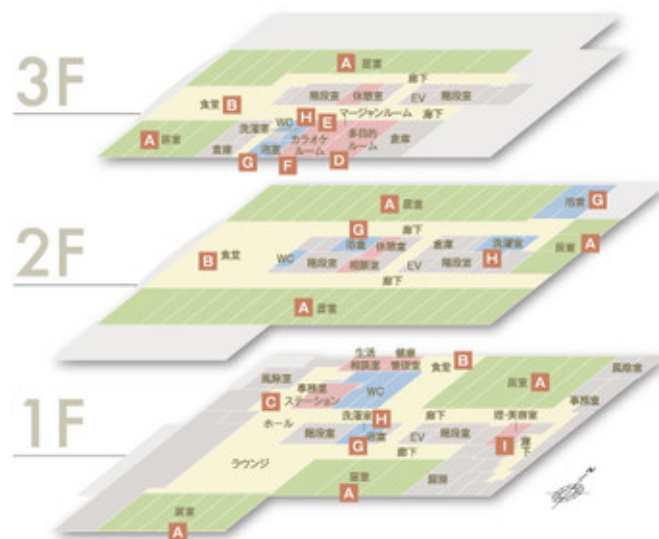 3F
A 居室
廊下
階段室 休憩室 EV 階段室
食堂 B
マージャンルーム 廊下
洗濯室 WC H E
A 居室 倉庫 浴室 カラオケルーム 多目的ルーム 倉庫
G F D
2F
A 居室 浴室 G
G 廊下
浴室 休憩室 倉庫 洗濯室 居室 A
B 食堂 WC 階段室 相談室 EV 階段室 H
廊下
A 居室
1F
生活相談室 健康管理室 食堂 B
風除室 風除室
事務室 WC 居室 A 事務室
C ステーション
洗濯室 H 廊下 理・美容室
ホール 階段室 浴室 EV 階段室 I 廊下
G 廊下
ラウンジ
居室 厨房
A
居室
A